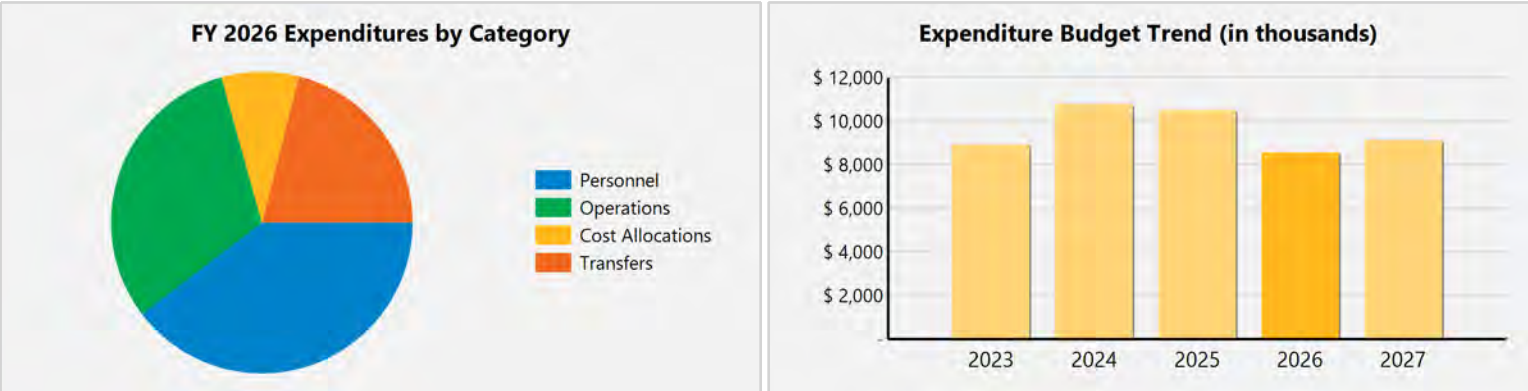 FY 2026 Expenditures by Category
Personnel
Operations
Cost Allocations
Transfers
Expenditure Budget Trend (in thousands)
$ 12,000
$ 10,000
$ 8,000
$ 6,000
$ 4,000
$ 2,000
-
2023 2024 2025 2026 2027